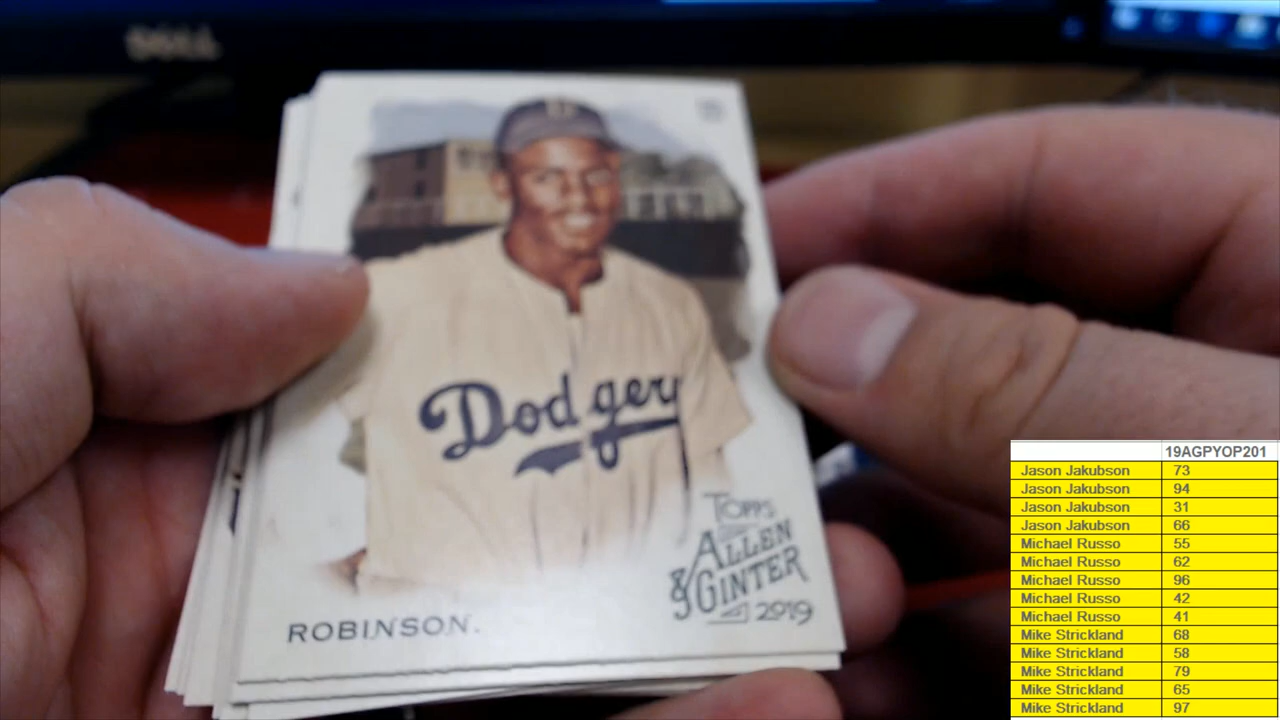 DELL
Dodgers
TOPPS
ALLEN
& GINTER
2019
ROBINSON.
19AGPYOP201
Jason Jakubson 73
Jason Jakubson 94
Jason Jakubson 31
Jason Jakubson 66
Michael Russo 55
Michael Russo 62
Michael Russo 96
Michael Russo 42
Michael Russo 41
Mike Strickland 68
Mike Strickland 58
Mike Strickland 79
Mike Strickland 65
Mike Strickland 97